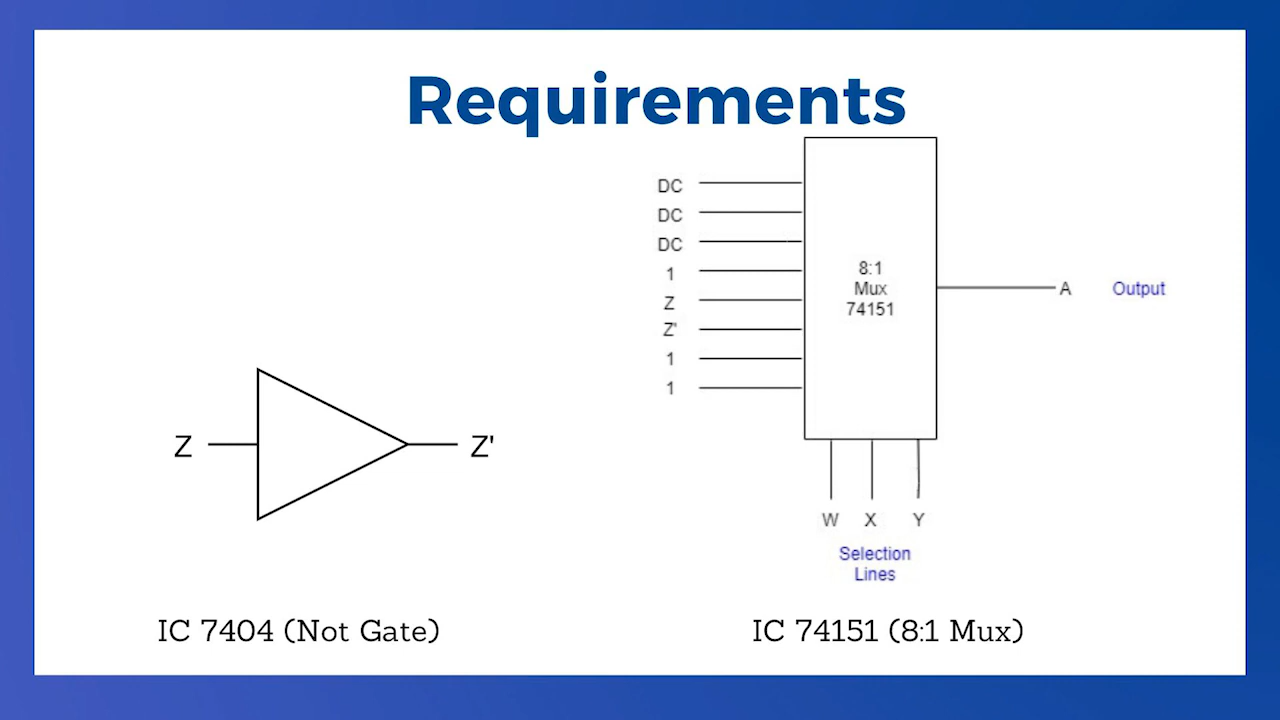 Requirements
DC
DC
DC
1
Z
Z'
1
1
8:1
Mux
74151
A
Output
W X Y
Selection
Lines
Z
Z'
IC 7404 (Not Gate)
IC 74151 (8:1 Mux)